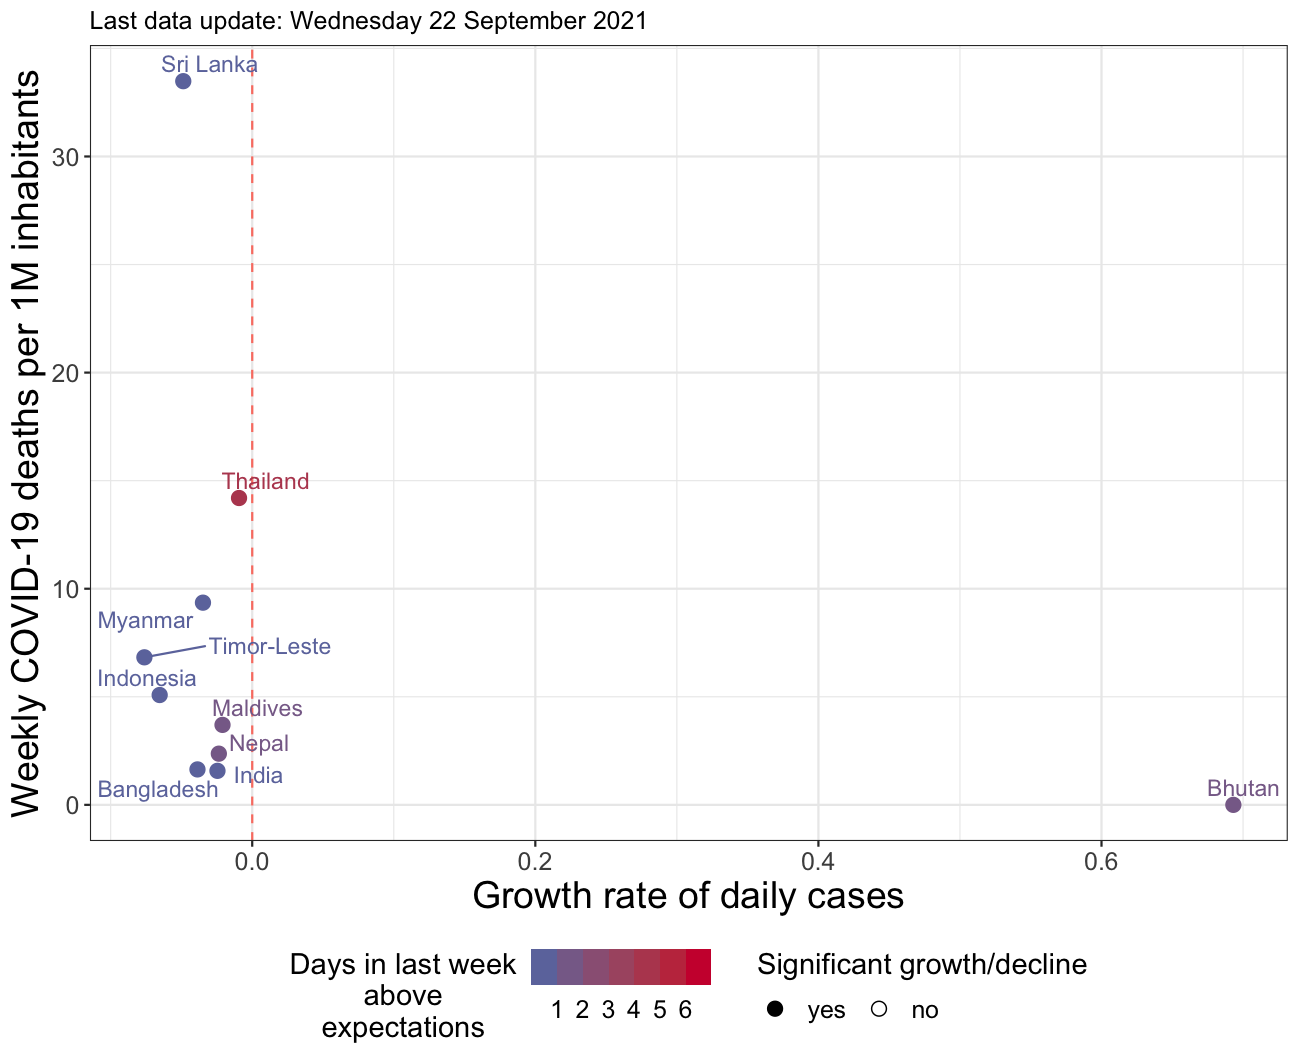 Last data update: Wednesday 22 September 2021
Weekly COVID-19 deaths per 1M inhabitants
30
20
10
0
Sri Lanka
Thailand
Myanmar
Timor-Leste
Indonesia
Maldives
Nepal
India
Bangladesh
Bhutan
0.0 0.2 0.4 0.6
Growth rate of daily cases
Days in last week
above
expectations
1 2 3 4 5 6
Significant growth/decline
yes no